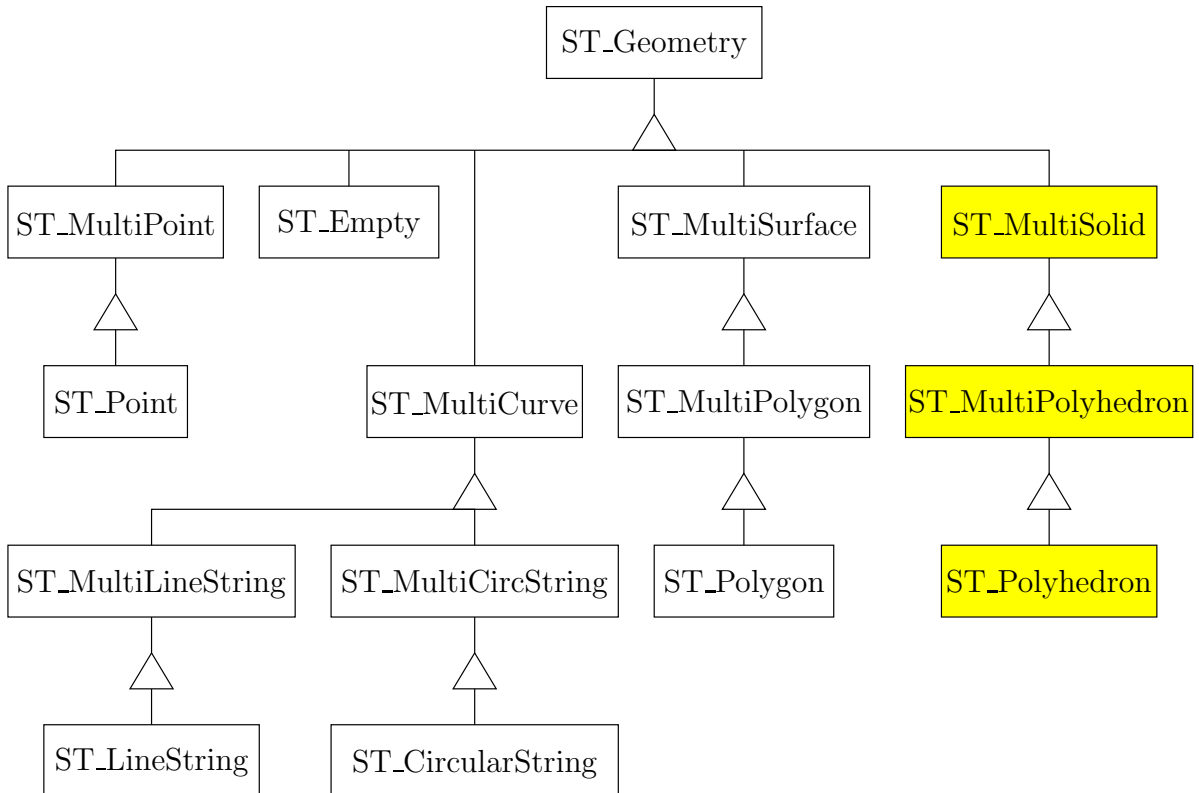 ST_Geometry
ST_MultiPoint
ST_Empty
ST_MultiSurface
ST_MultiSolid
ST_Point
ST_MultiCurve
ST_MultiPolygon
ST_MultiPolyhedron
ST_MultiLineString
ST_MultiCircString
ST_Polygon
ST_Polyhedron
ST_LineString
ST_CircularString